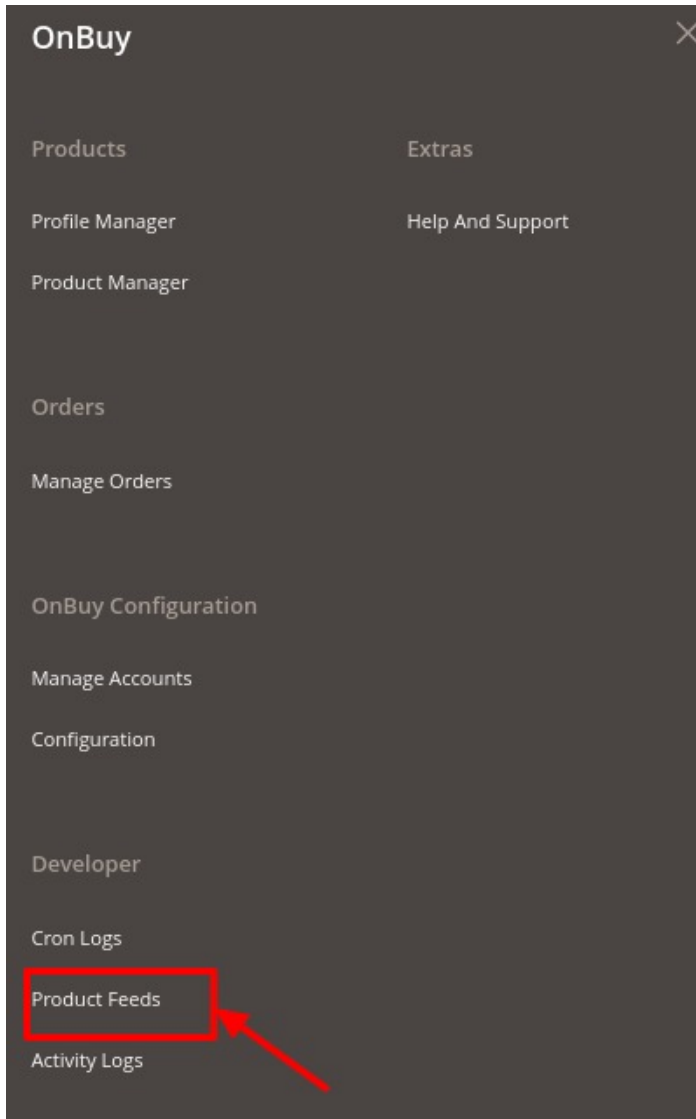 OnBuy
Products
Profile Manager
Product Manager
Orders
Manage Orders
OnBuy Configuration
Manage Accounts
Configuration
Developer
Cron Logs
Product Feeds
Activity Logs
Extras
Help And Support